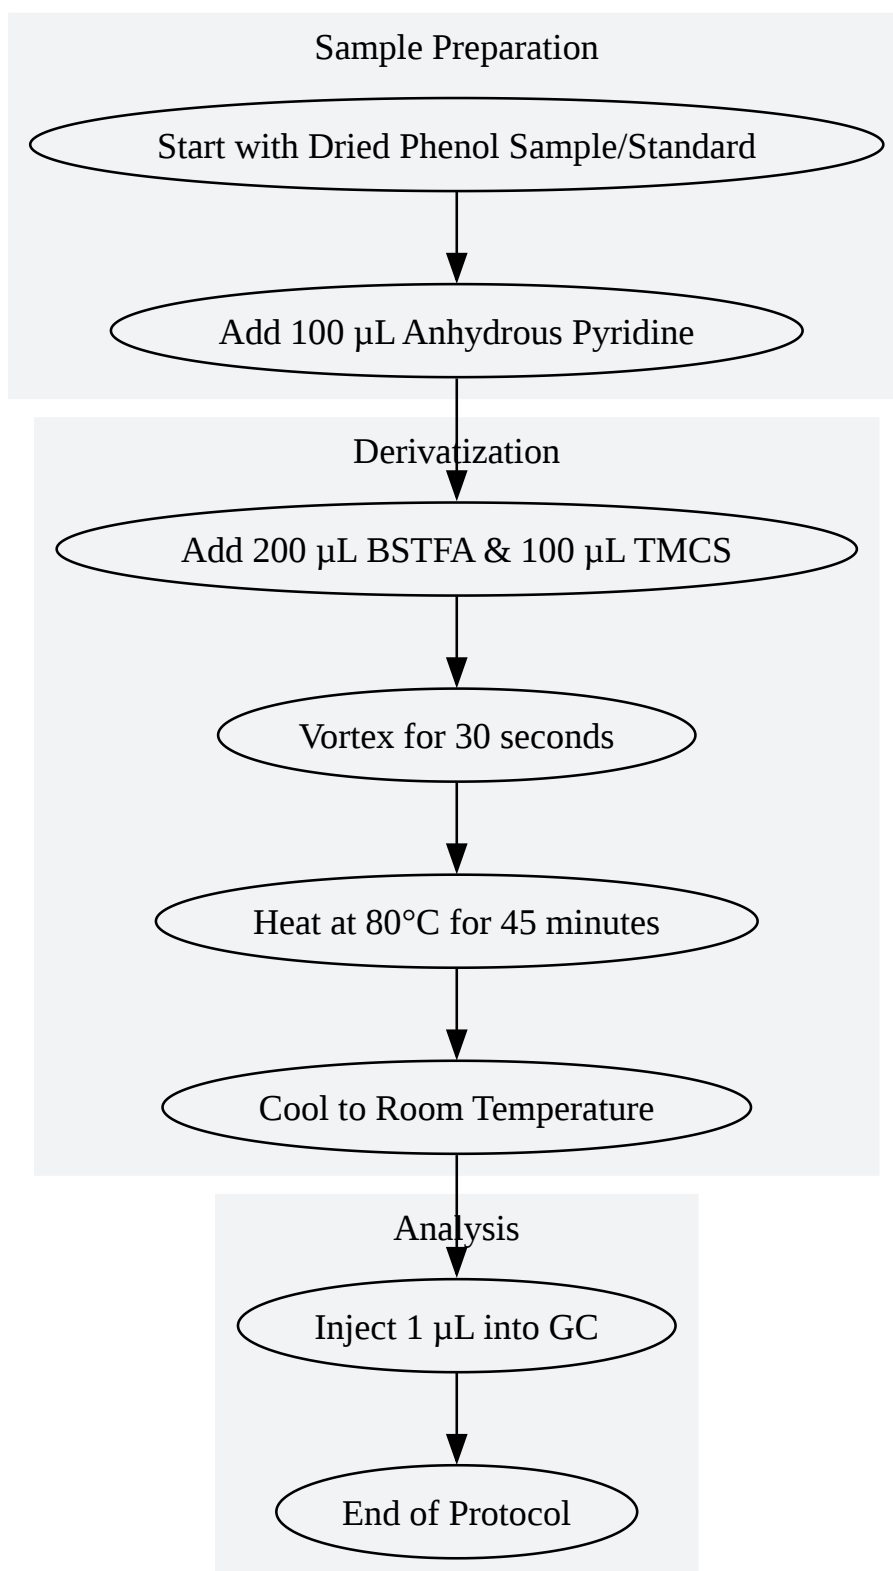 Sample Preparation
Start with Dried Phenol Sample/Standard
Add 100 µL Anhydrous Pyridine
Derivatization
Add 200 µL BSTFA & 100 µL TMCS
Vortex for 30 seconds
Heat at 80°C for 45 minutes
Cool to Room Temperature
Analysis
Inject 1 µL into GC
End of Protocol